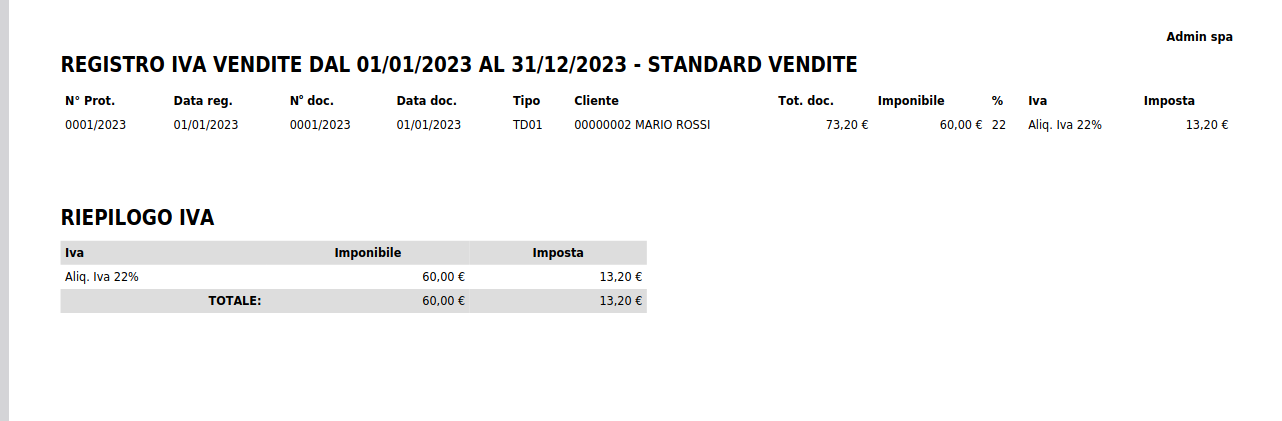 Admin spa
REGISTRO IVA VENDITE DAL 01/01/2023 AL 31/12/2023 - STANDARD VENDITE
N° Prot. Data reg. N° doc. Data doc. Tipo Cliente Tot. doc. Imponibile % Iva Imposta
0001/2023 01/01/2023 0001/2023 01/01/2023 TD01 00000002 MARIO ROSSI 73,20 € 60,00 € 22 Aliq. Iva 22% 13,20 €
RIEPILOGO IVA
Iva Imponibile Imposta
Aliq. Iva 22% 60,00 € 13,20 €
TOTALE: 60,00 € 13,20 €